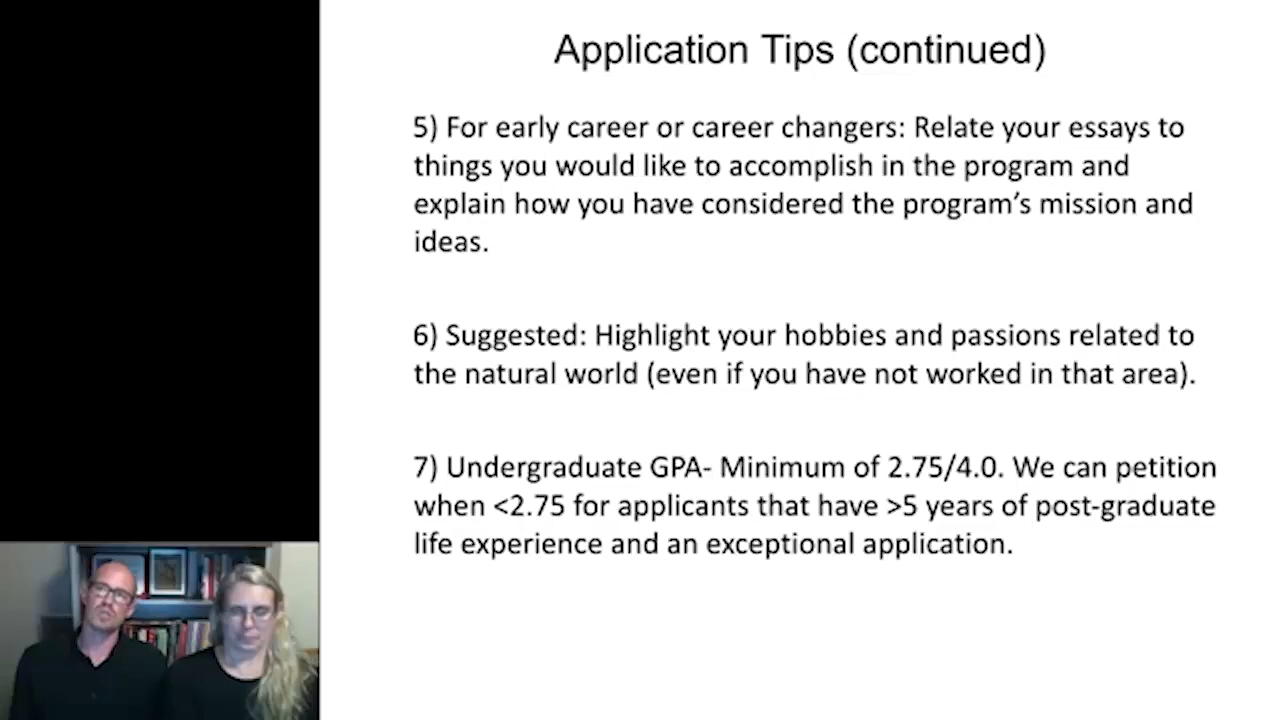 Application Tips (continued)
5) For early career or career changers: Relate your essays to
things you would like to accomplish in the program and
explain how you have considered the program’s mission and
ideas.
6) Suggested: Highlight your hobbies and passions related to
the natural world (even if you have not worked in that area).
7) Undergraduate GPA- Minimum of 2.75/4.0. We can petition
when <2.75 for applicants that have >5 years of post-graduate
life experience and an exceptional application.